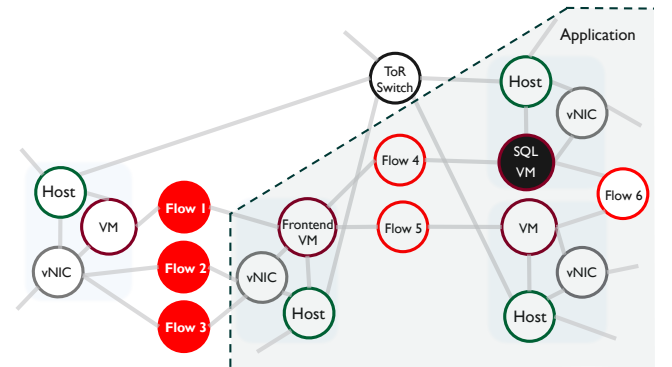 Application
ToR
Switch
Host
vNIC
SQL
VM
Flow 4
Host
VM
vNIC
Flow 1
Flow 2
Flow 3
Frontend
VM
vNIC
Host
Flow 5
Flow 6
VM
vNIC
Host